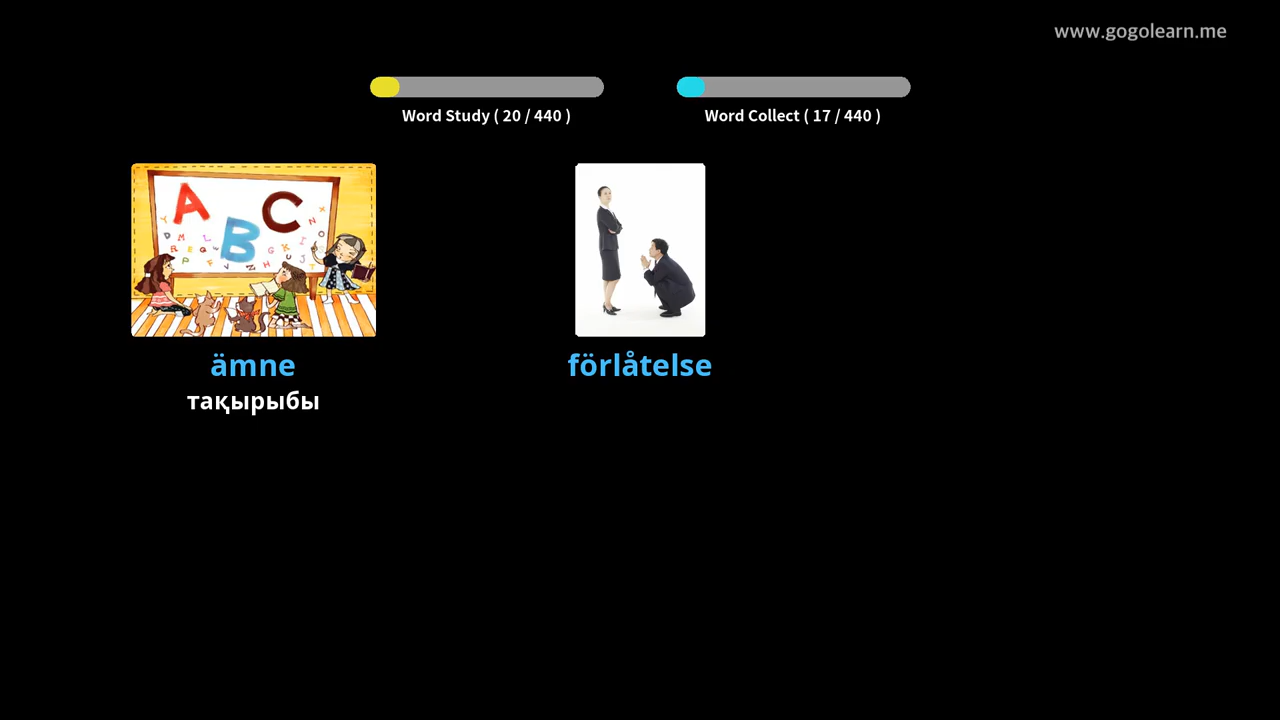 www.gogolearn.me
Word Study ( 20 / 440 )
Word Collect ( 17 / 440 )
A B C
ämne
тақырыбы
förlåtelse